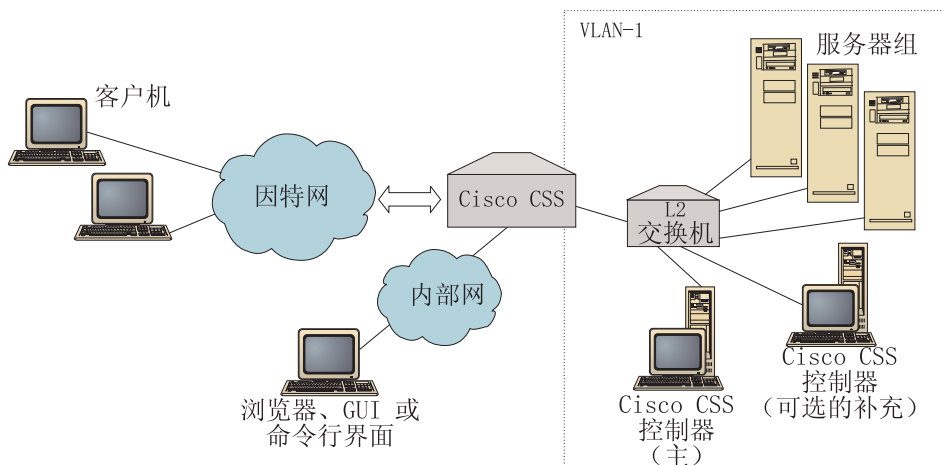 VLAN-1
服务器组
客户机
因特网
Cisco CSS
L2
交换机
内部网
浏览器、GUI 或
命令行界面
Cisco CSS
控制器
（主）
Cisco CSS
控制器
（可选的补充）